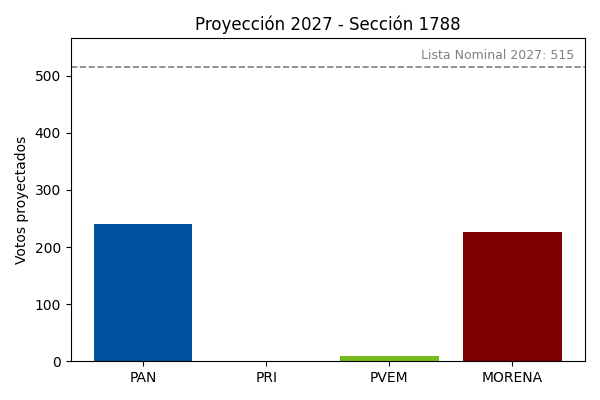 Proyección 2027 - Sección 1788
Lista Nominal 2027: 515
Votos proyectados
500
400
300
200
100
0
PAN
PRI
PVEM
MORENA